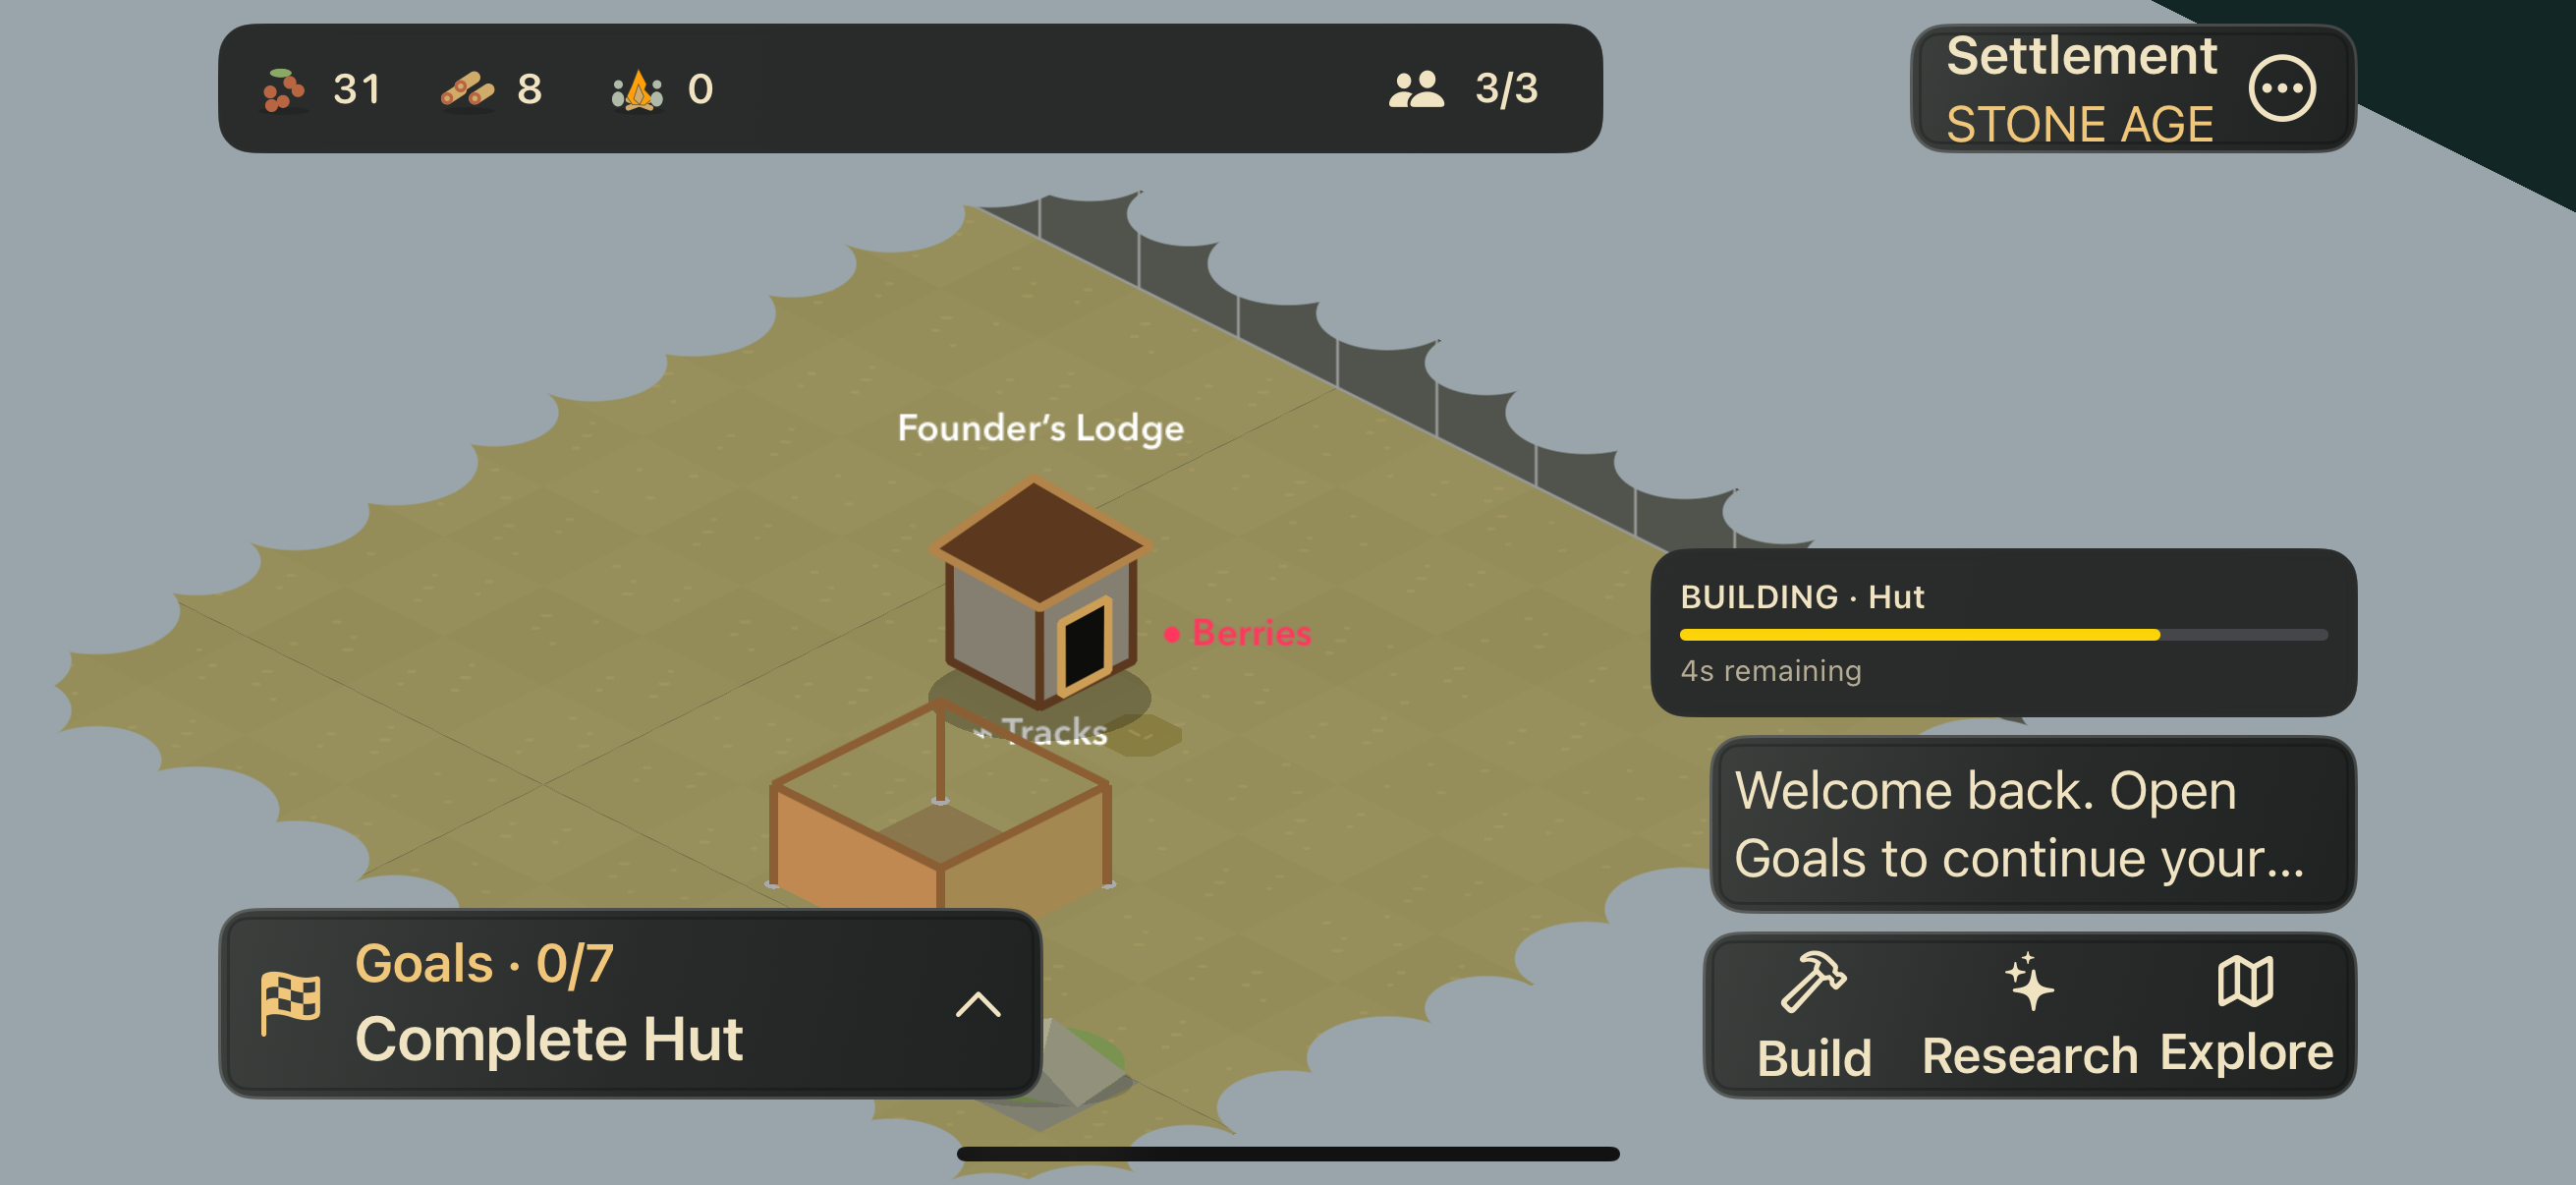 31 8 0 3/3
Settlement
STONE AGE
Founder’s Lodge
Berries
Tracks
BUILDING · Hut
4s remaining
Welcome back. Open
Goals to continue your...
Goals · 0/7
Complete Hut
Build Research Explore